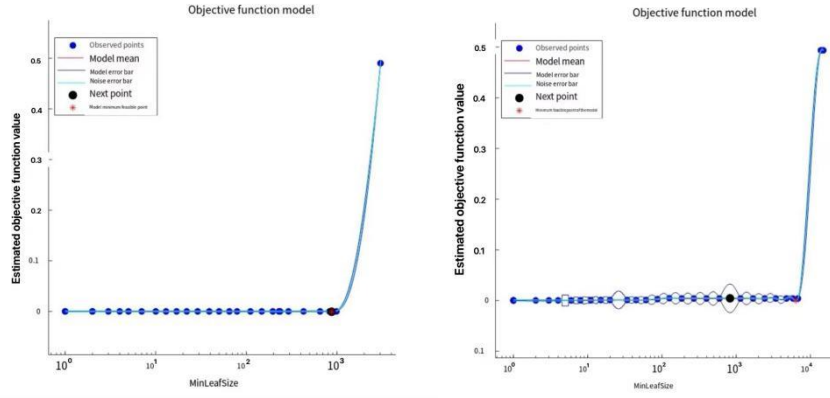 Objective function model
Observed points
Model mean
Model error bar
Noise error bar
Next point
Model minimum feasible point
Estimated objective function value
0.5
0.4
0.3
0.2
0.1
0
10^0
10^1
10^2
10^3
MinLeafSize
Objective function model
Observed points
Model mean
Model error bar
Noise error bar
Next point
Estimated objective function value
0.5
0.4
0.3
0.2
0.1
0
0.1
10^0
10^1
10^2
10^3
10^4
MinLeafSize